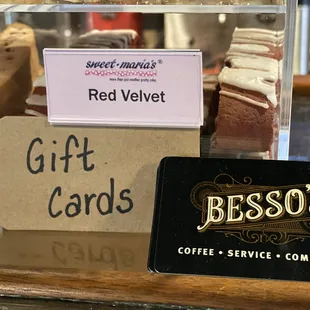 sweet·maria's®
Red Velvet
Gift
Cards
BESSO'S
COFFEE • SERVICE • COM